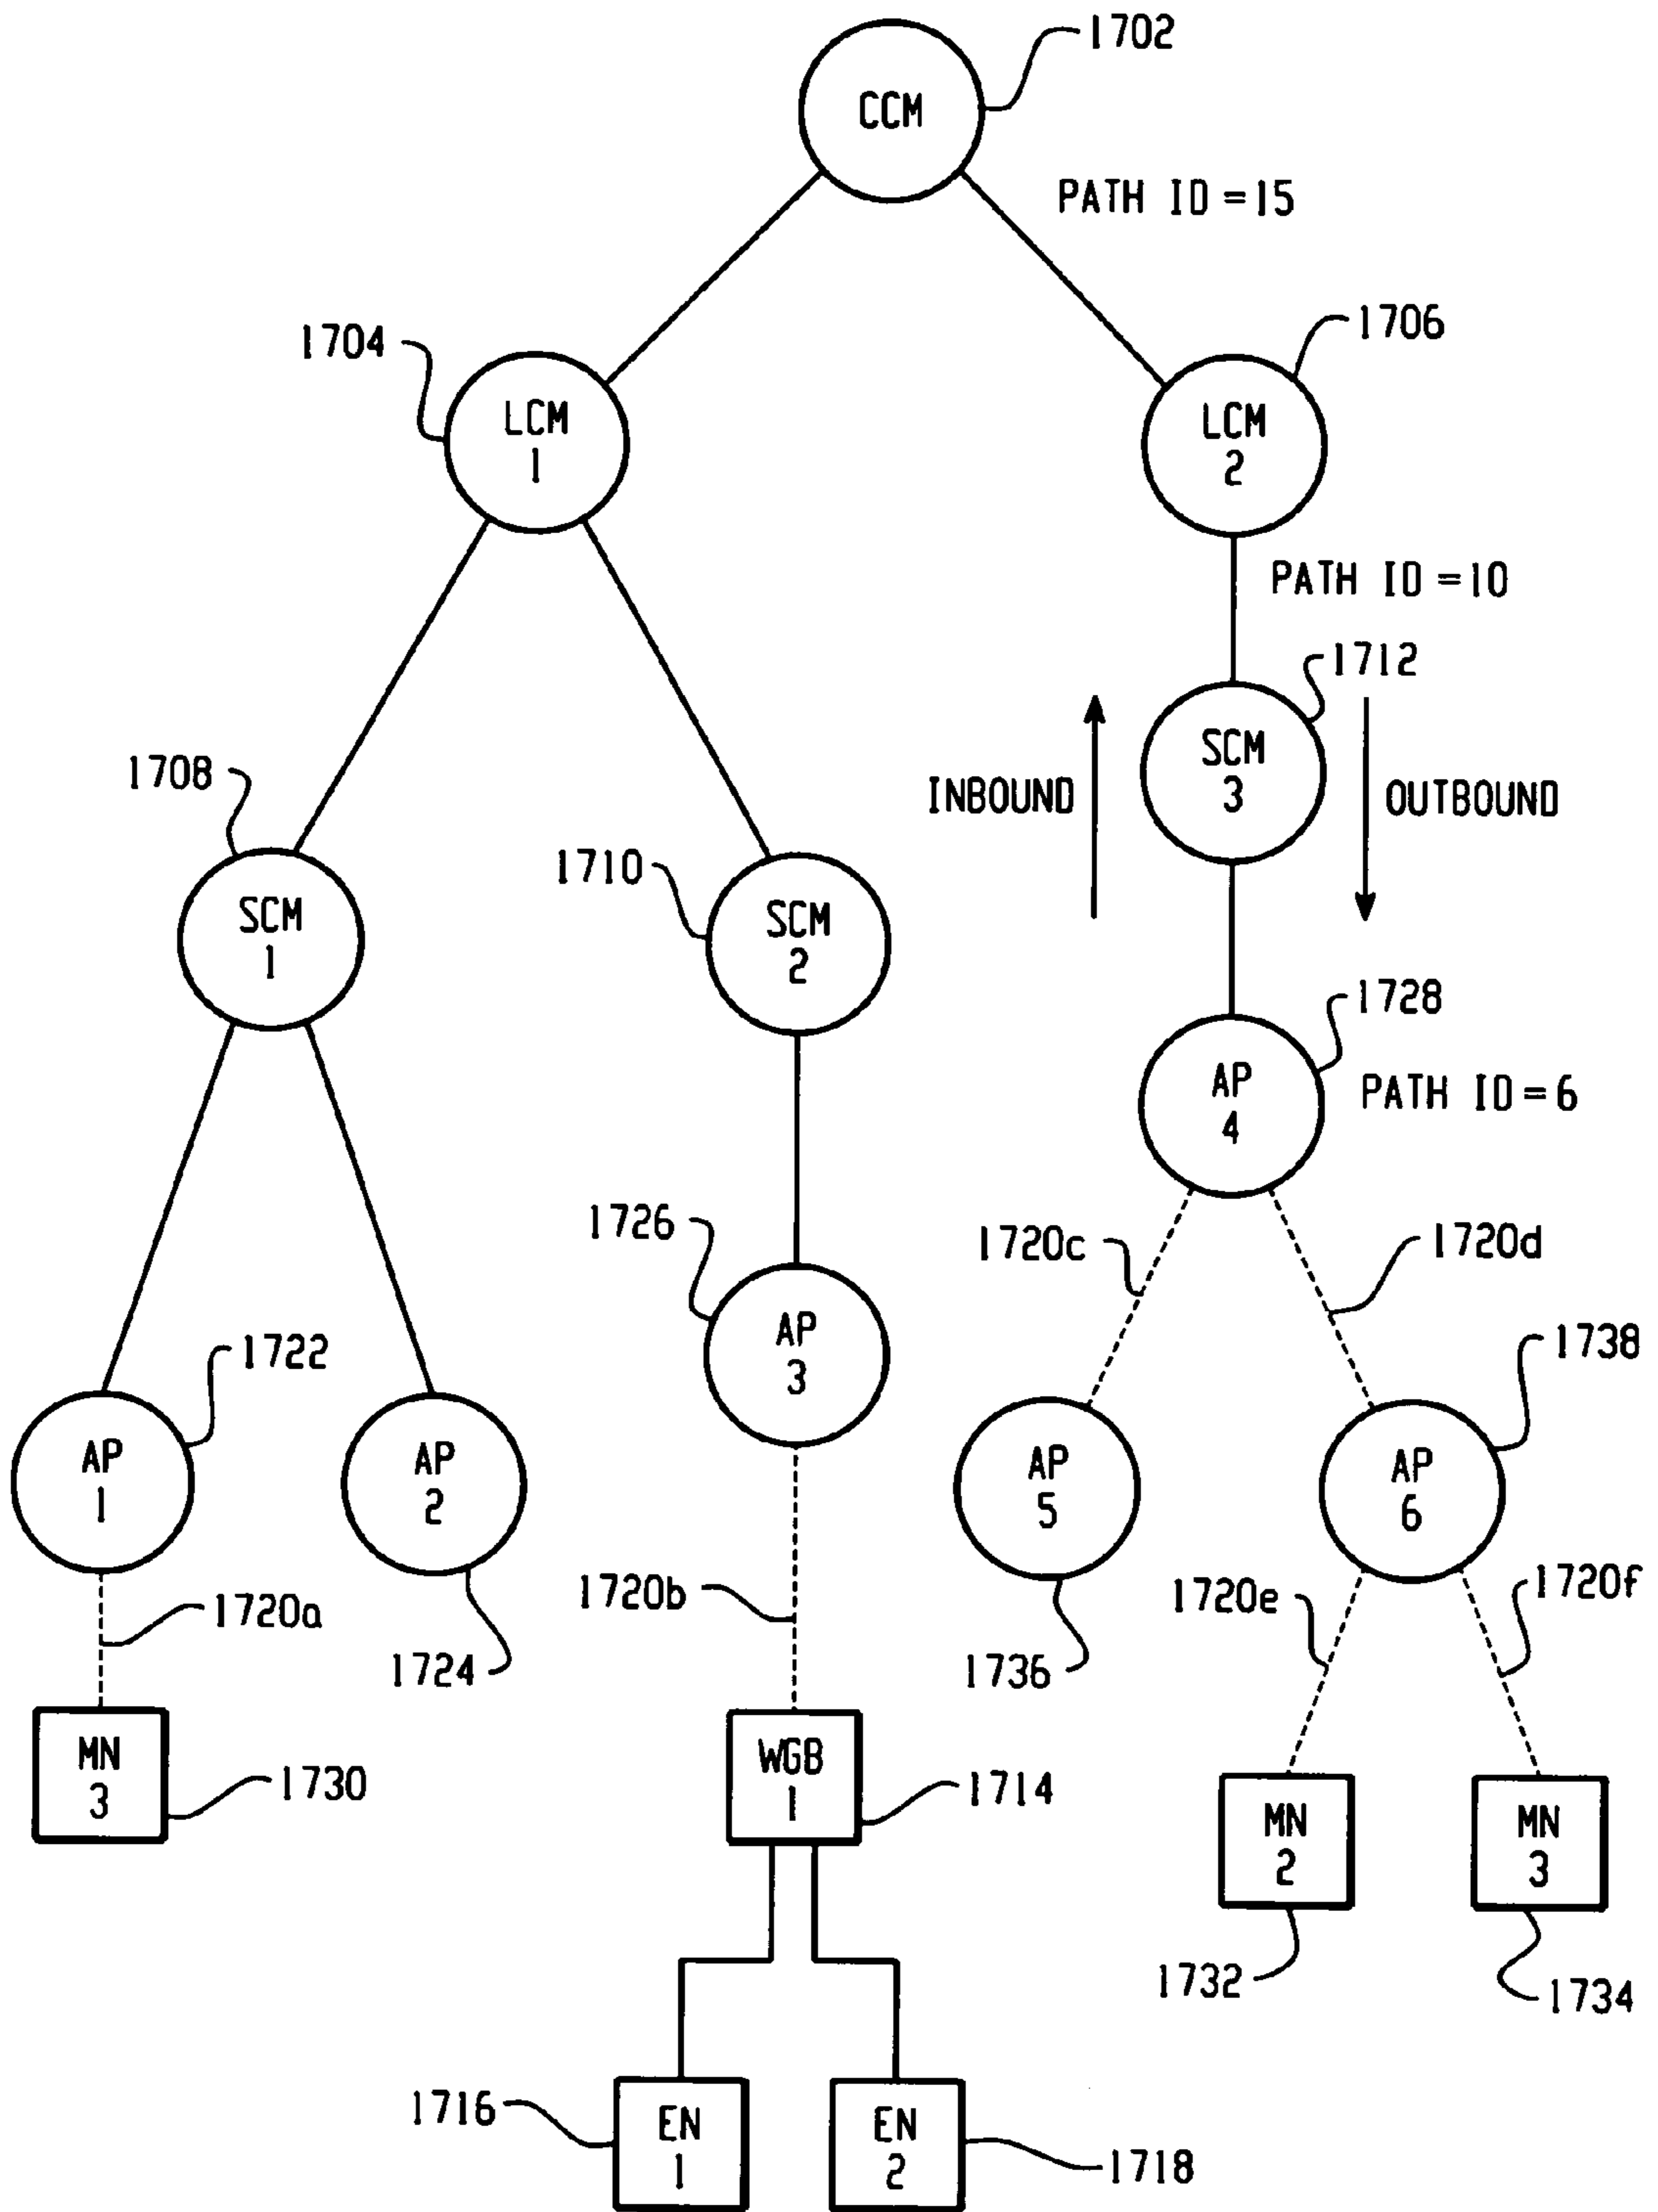 1702
CCM
PATH ID = 15
1704
LCM
1
1706
LCM
2
PATH ID = 10
1712
SCM
3
INBOUND
OUTBOUND
1708
SCM
1
1710
SCM
2
1728
AP
4
PATH ID = 6
1726
AP
3
1720c
1720d
1722
AP
1
AP
2
1724
1738
AP
5
1736
AP
6
1720a
1720b
1720e
1720f
MN
3
1730
WGB
1
1714
MN
2
1732
MN
3
1734
1716
EN
1
EN
2
1718